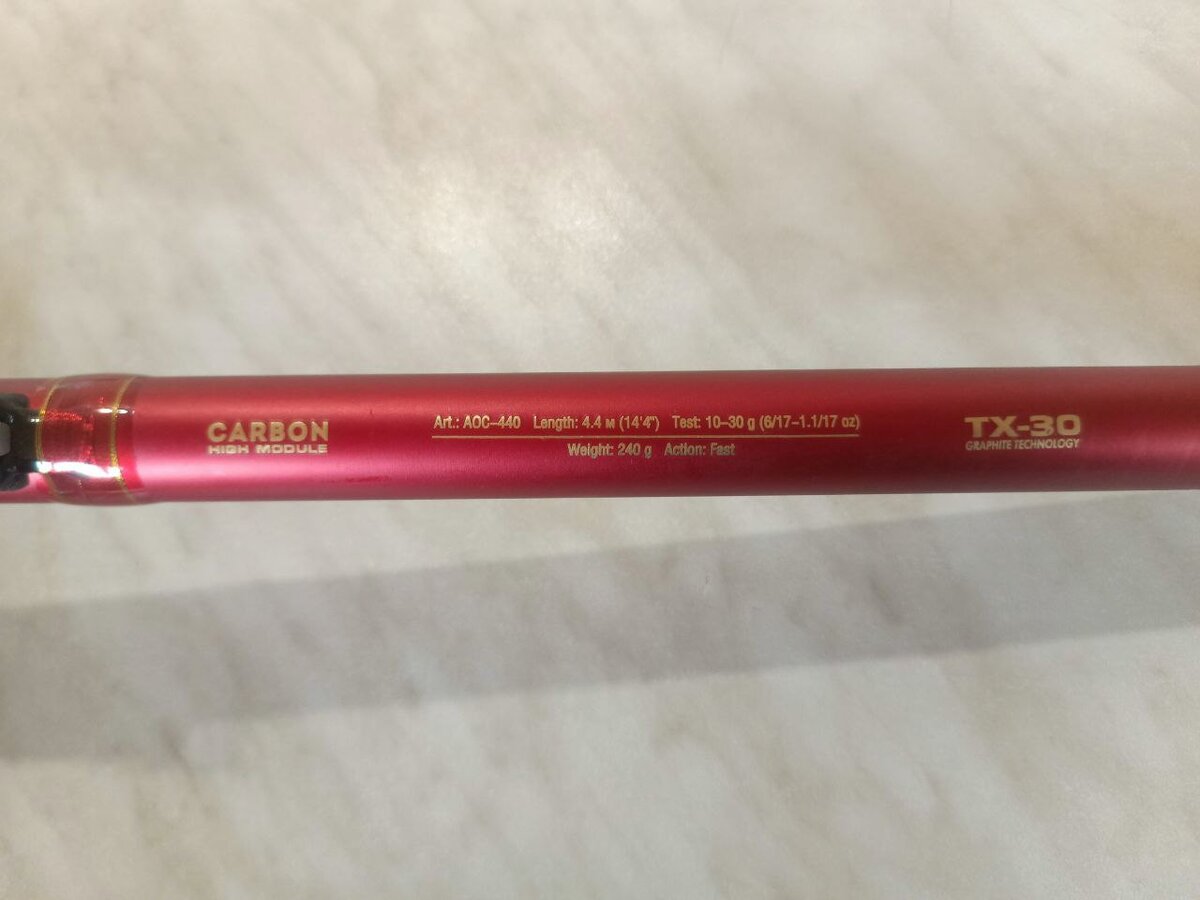 CARBON
HIGH MODULE
Art.: AOC-440 Length: 4.4 м (14'4") Test: 10-30 g (6/17-1.1/17 oz)
Weight: 240 g Action: Fast
TX-30
GRAPHITE TECHNOLOGY